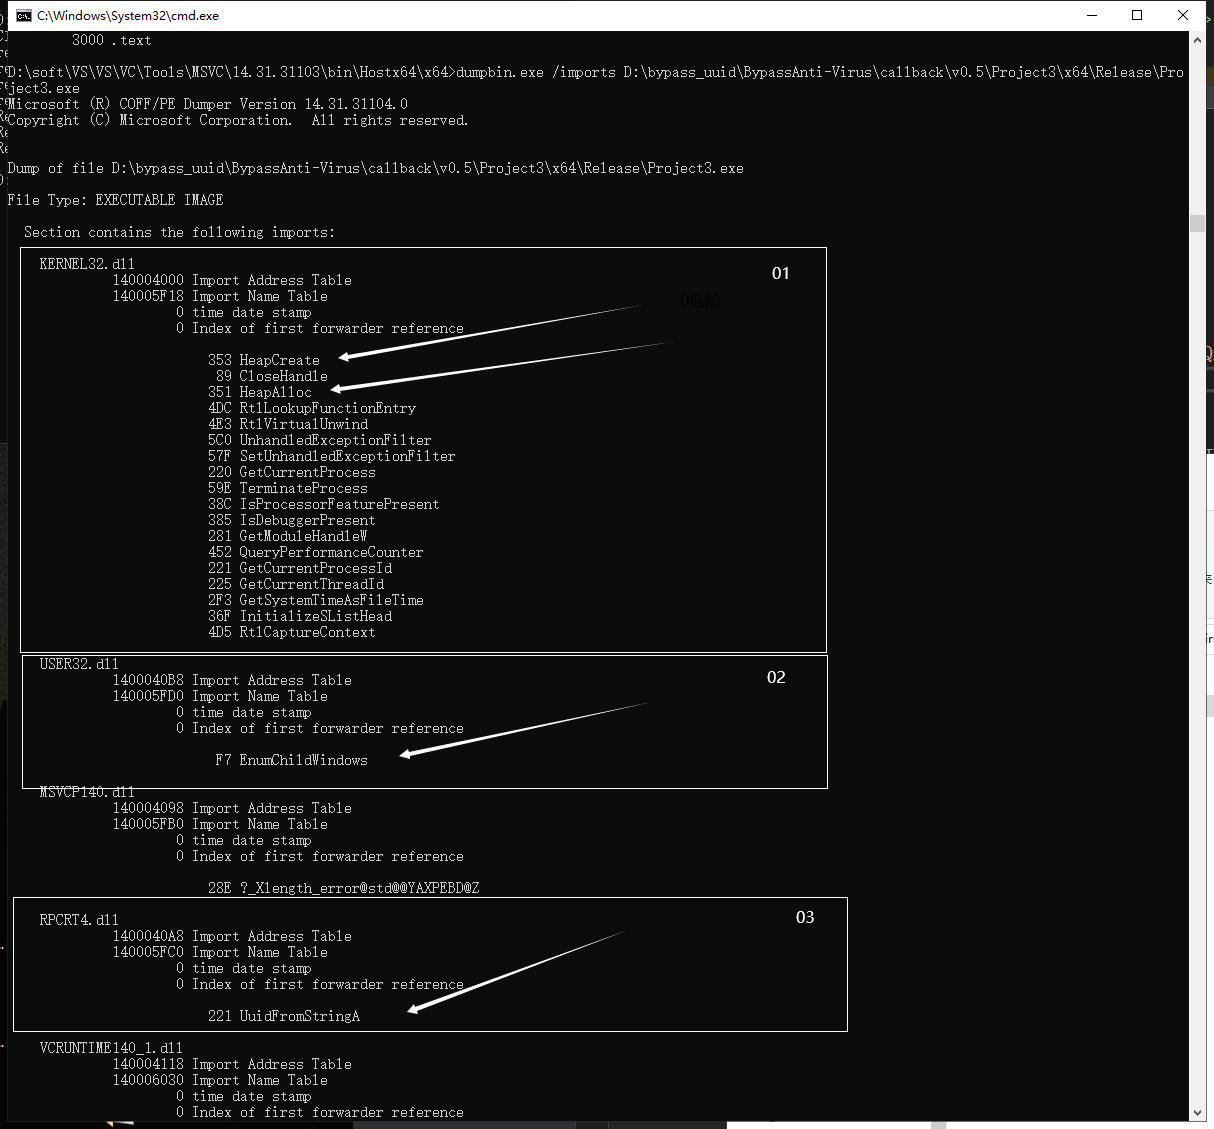 C:\Windows\System32\cmd.exe
3000 .text
D:\soft\VS\VS\VC\Tools\MSVC\14.31.31103\bin\Hostx64\x64>dumpbin.exe /imports D:\bypass_uuid\BypassAnti-Virus\callback\v0.5\Project3\x64\Release\Pro
ject3.exe
Microsoft (R) COFF/PE Dumper Version 14.31.31104.0
Copyright (C) Microsoft Corporation.  All rights reserved.
Dump of file D:\bypass_uuid\BypassAnti-Virus\callback\v0.5\Project3\x64\Release\Project3.exe
File Type: EXECUTABLE IMAGE
Section contains the following imports:
KERNEL32.dll
01
140004000 Import Address Table
140005F18 Import Name Table
0危险
0 time date stamp
0 Index of first forwarder reference
353 HeapCreate
89 CloseHandle
351 HeapAlloc
4DC RtlLookupFunctionEntry
4E3 RtlVirtualUnwind
5C0 UnhandledExceptionFilter
57F SetUnhandledExceptionFilter
220 GetCurrentProcess
59E TerminateProcess
38C IsProcessorFeaturePresent
385 IsDebuggerPresent
281 GetModuleHandleW
452 QueryPerformanceCounter
221 GetCurrentProcessId
225 GetCurrentThreadId
2F3 GetSystemTimeAsFileTime
36F InitializeSListHead
4D5 RtlCaptureContext
USER32.dll
02
1400040B8 Import Address Table
140005FD0 Import Name Table
0 time date stamp
0 Index of first forwarder reference
F7 EnumChildWindows
MSVCP140.dll
140004098 Import Address Table
140005FB0 Import Name Table
0 time date stamp
0 Index of first forwarder reference
28E ?_Xlength_error@std@@YAXPEBD@Z
RPCRT4.dll
03
1400040A8 Import Address Table
140005FC0 Import Name Table
0 time date stamp
0 Index of first forwarder reference
221 UuidFromStringA
VCRUNTIME140_1.dll
140004118 Import Address Table
140006030 Import Name Table
0 time date stamp
0 Index of first forwarder reference